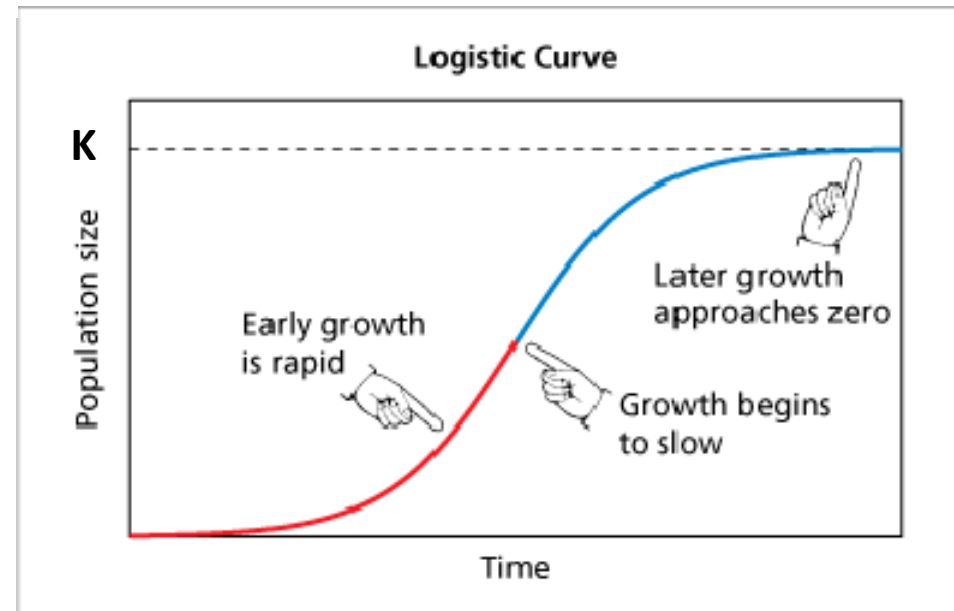 Logistic Curve
K
Population size
Early growth
is rapid
Later growth
approaches zero
Growth begins
to slow
Time